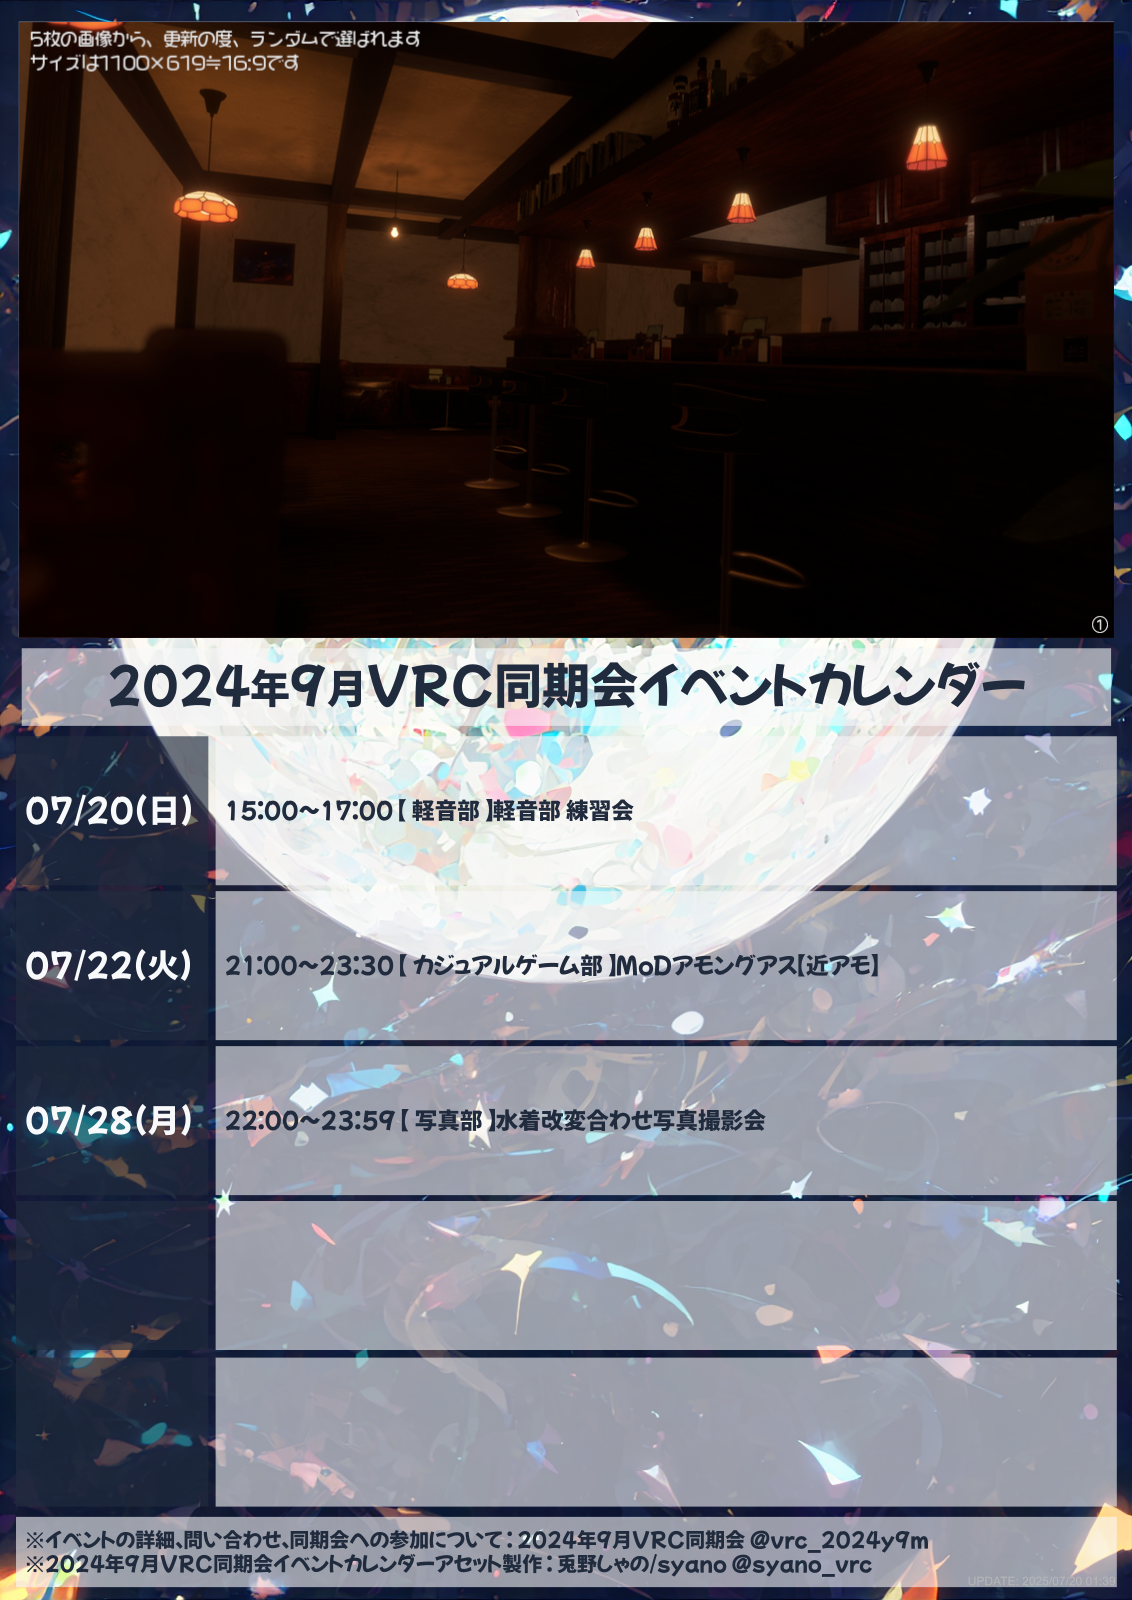 5枚の画像から、更新の度、ランダムで選ばれます
サイズは1100×619≒16:9です
①
2024年9月VRC同期会イベントカレンダー
07/20(日)
15:00～17:00【 軽音部 】軽音部 練習会
07/22(火)
21:00～23:30【 カジュアルゲーム部 】MoDアモングアス【近アモ】
07/28(月)
22:00～23:59【 写真部 】水着改変合わせ写真撮影会
※イベントの詳細、問い合わせ、同期会への参加について：2024年9月VRC同期会 @vrc_2024y9m
※2024年9月VRC同期会イベントカレンダーアセット製作：兎野しゃの/syano @syano_vrc
UPDATE: 2025/07/20 01:39